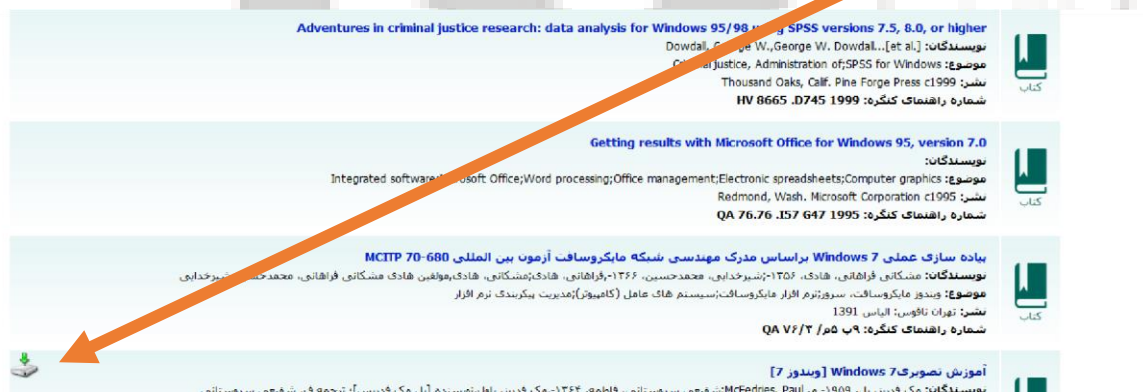 Adventures in criminal justice research: data analysis for Windows 95/98 SPSS versions 7.5, 8.0, or higher
نویسندگان: Dowdall, George W.,George W. Dowdall...[et al.]
موضوع: Criminal justice, Administration of;SPSS for Windows
نشر: Thousand Oaks, Calif. Pine Forge Press c1999
شماره راهنمای کنگره: HV 8665 .D745 1999
کتاب
Getting results with Microsoft Office for Windows 95, version 7.0
نویسندگان:
موضوع: Integrated software;Microsoft Office;Word processing;Office management;Electronic spreadsheets;Computer graphics
نشر: Redmond, Wash. Microsoft Corporation c1995
شماره راهنمای کنگره: QA 76.76 .I57 G47 1995
کتاب
پیاده سازی عملی Windows 7 براساس مدرک مهندسی شبکه مایکروسافت آزمون بین المللی MCITP 70-680
نویسندگان: مشکانی فراهانی، هادی، ۱۳۵۶-;شیرخدایی، محمدحسین، ۱۳۶۶-,فراهانی، هادی;مشکانی، هادی,مولفین هادی مشکانی فراهانی، شیرخدایی
موضوع: ویندوز مایکروسافت، سرور;نرم افزار مایکروسافت;سیستم های عامل (کامپیوتر);مدیریت پیکربندی نرم افزار
نشر: تهران ناقوس: الیاس 1391
شماره راهنمای کنگره: ۹پ ۵م/ ۷۶/۳ QA
کتاب
آموزش تصویری Windows 7 [ویندوز 7]